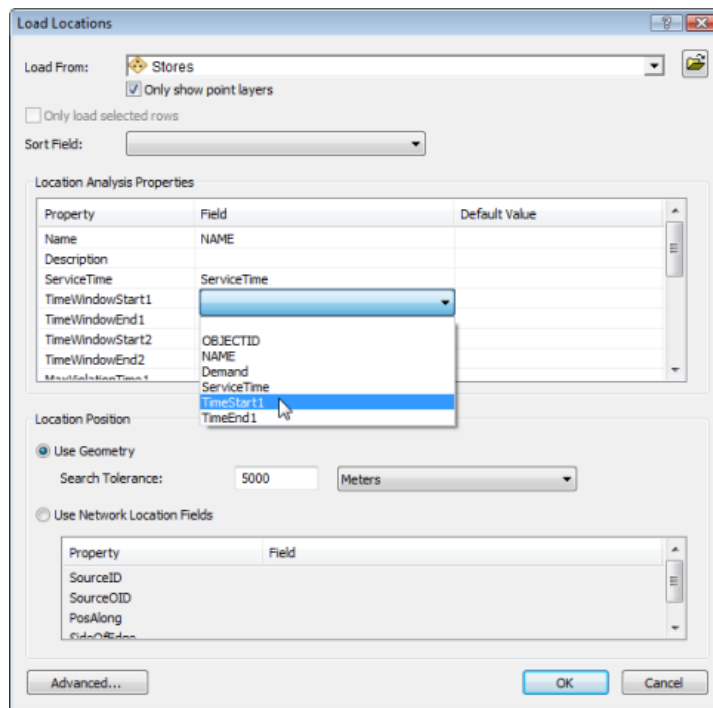 Load Locations
Load From: Stores
Only show point layers
Only load selected rows
Sort Field:
Location Analysis Properties
Property Field Default Value
Name NAME
Description
ServiceTime ServiceTime
TimeWindowStart1
TimeWindowEnd1
TimeWindowStart2
TimeWindowEnd2
MaxViolationTime1
OBJECTID
NAME
Demand
ServiceTime
TimeStart1
TimeEnd1
Location Position
Use Geometry
Search Tolerance: 5000 Meters
Use Network Location Fields
Property Field
SourceID
SourceOID
PosAlong
SideOfEdge
Advanced... OK Cancel